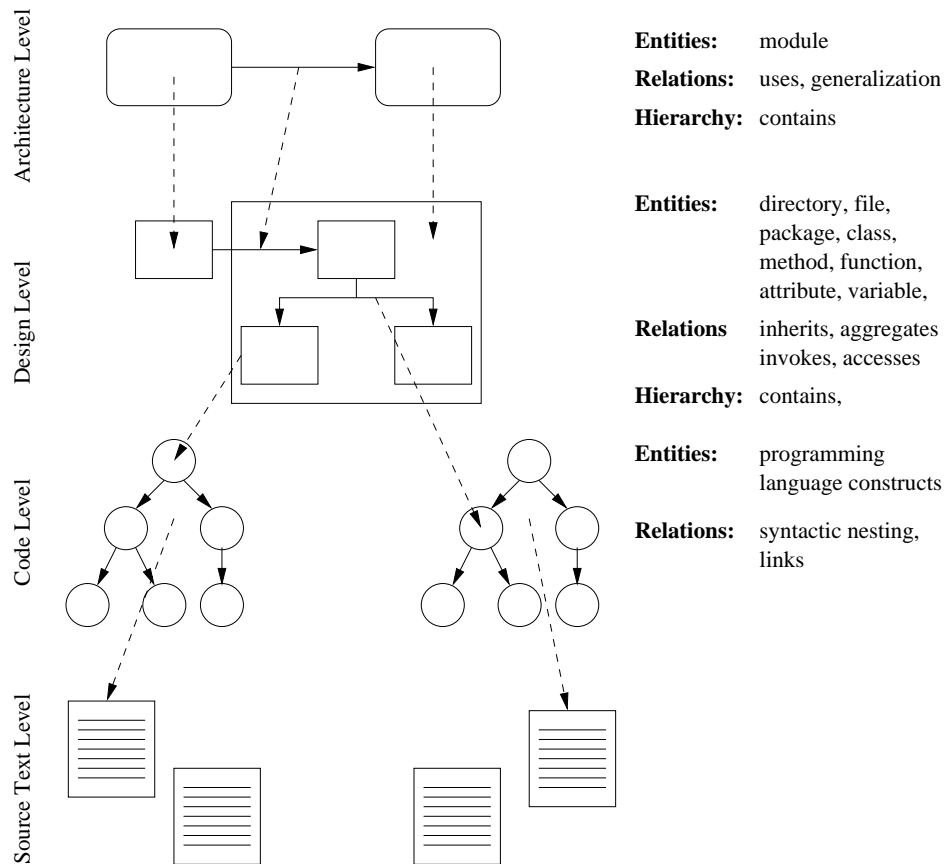 Architecture Level
Entities: module
Relations: uses, generalization
Hierarchy: contains
Design Level
Entities: directory, file,
package, class,
method, function,
attribute, variable,
Relations inherits, aggregates
invokes, accesses
Hierarchy: contains,
Code Level
Entities: programming
language constructs
Relations: syntactic nesting,
links
Source Text Level